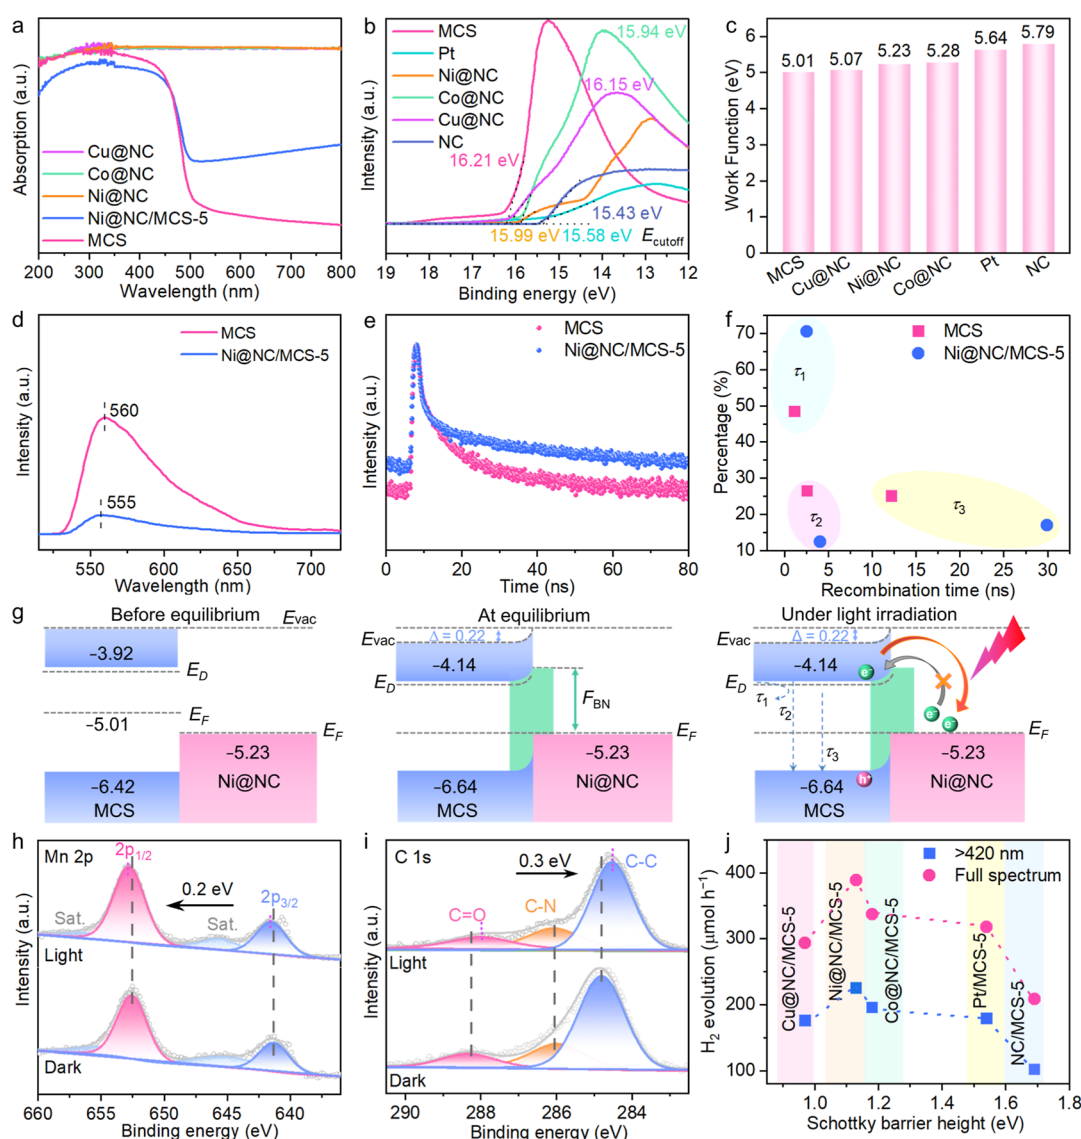 a
Absorption (a.u.)
Cu@NC
Co@NC
Ni@NC
Ni@NC/MCS-5
MCS
200 300 400 500 600 700 800
Wavelength (nm)
b
Intensity (a.u.)
MCS
Pt
Ni@NC
Co@NC
Cu@NC
NC
15.94 eV
16.15 eV
16.21 eV
15.43 eV
15.99 eV
15.58 eV
Ecutoff
19 18 17 16 15 14 13 12
Binding energy (eV)
c
Work Function (eV)
6
5
4
3
2
1
0
5.01
5.07
5.23
5.28
5.64
5.79
MCS
Cu@NC
Ni@NC
Co@NC
Pt
NC
d
Intensity (a.u.)
MCS
Ni@NC/MCS-5
560
555
550 600 650 700
Wavelength (nm)
e
Intensity (a.u.)
MCS
Ni@NC/MCS-5
0 20 40 60 80
Time (ns)
f
Percentage (%)
70
60
50
40
30
20
10
MCS
Ni@NC/MCS-5
τ1
τ2
τ3
0 5 10 15 20 25 30
Recombination time (ns)
g
Before equilibrium
Evac
−3.92
ED
−5.01
EF
EF
−5.23
Ni@NC
−6.42
MCS
At equilibrium
Evac
Δ = 0.22
−4.14
ED
FBN
EF
−5.23
Ni@NC
−6.64
MCS
Under light irradiation
Evac
Δ = 0.22
−4.14
e−
ED
τ1
τ2
τ3
e−
e−
EF
−5.23
Ni@NC
h+
−6.64
MCS
h
Intensity (a.u.)
Mn 2p
2p1/2
0.2 eV
2p3/2
Sat.
Sat.
Light
Dark
660 655 650 645 640
Binding energy (eV)
i
Intensity (a.u.)
C 1s
0.3 eV
C-C
C-N
C=O
Light
Dark
290 288 286 284
Binding energy (eV)
j
H2 evolution (μmol h−1)
500
400
300
200
100
>420 nm
Full spectrum
Cu@NC/MCS-5
Ni@NC/MCS-5
Co@NC/MCS-5
Pt/MCS-5
NC/MCS-5
1.0 1.2 1.4 1.6 1.8
Schottky barrier height (eV)